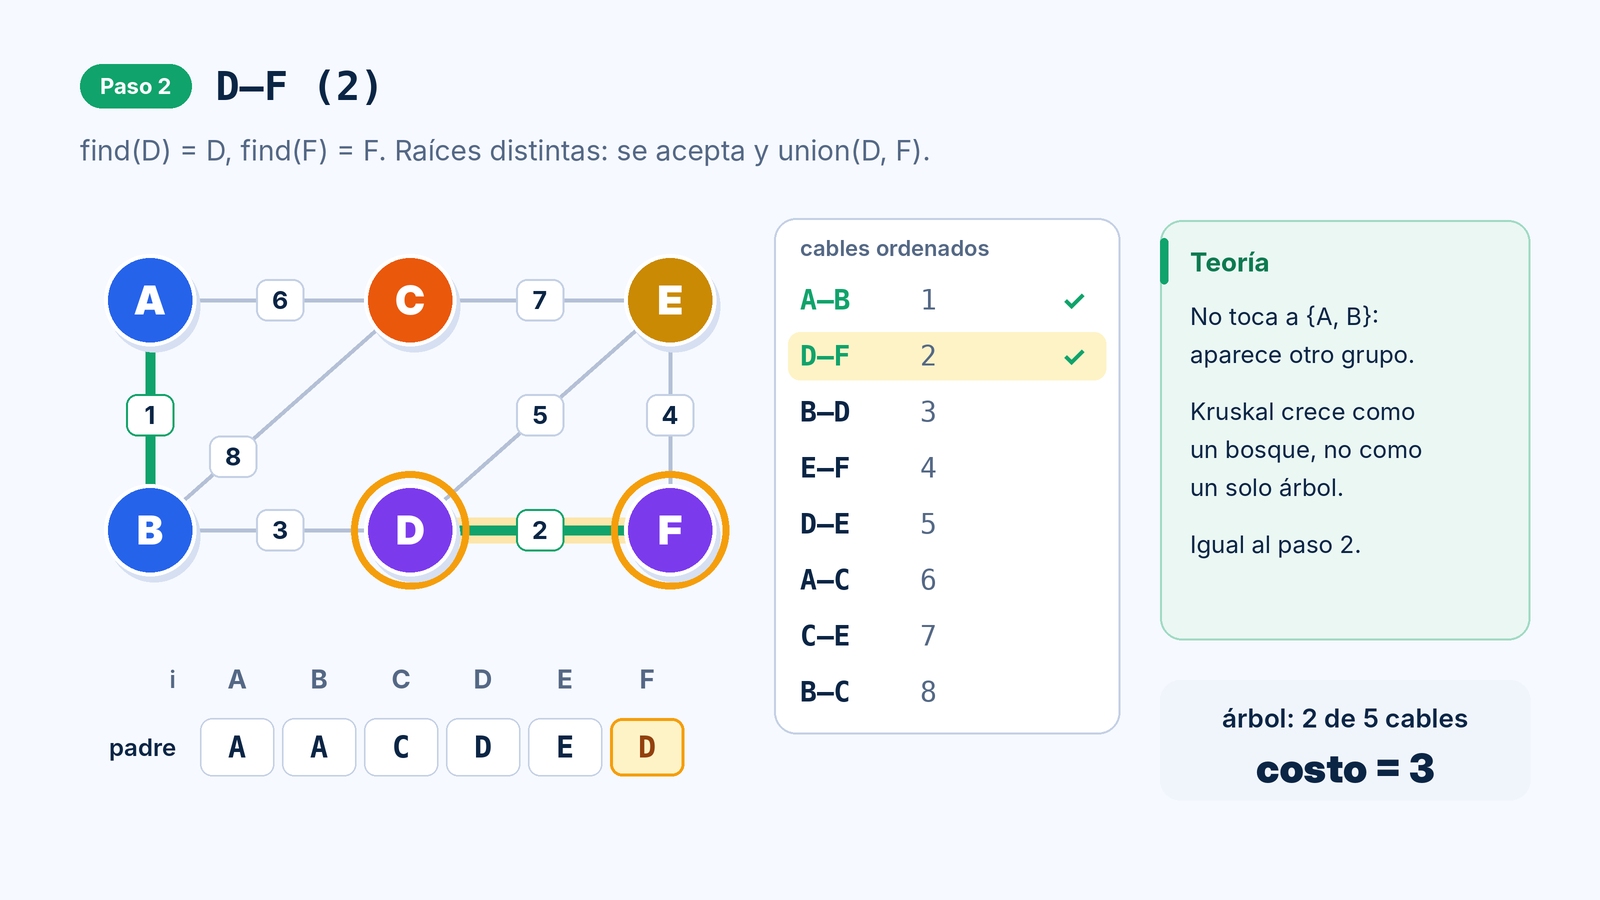 Paso 2 D–F (2)
find(D) = D, find(F) = F. Raíces distintas: se acepta y union(D, F).
A 6 C 7 E
1 8 5 4
B 3 D 2 F
i A B C D E F
padre A A C D E D
cables ordenados
A–B 1 ✓
D–F 2 ✓
B–D 3
E–F 4
D–E 5
A–C 6
C–E 7
B–C 8
Teoría
No toca a {A, B}:
aparece otro grupo.
Kruskal crece como
un bosque, no como
un solo árbol.
Igual al paso 2.
árbol: 2 de 5 cables
costo = 3